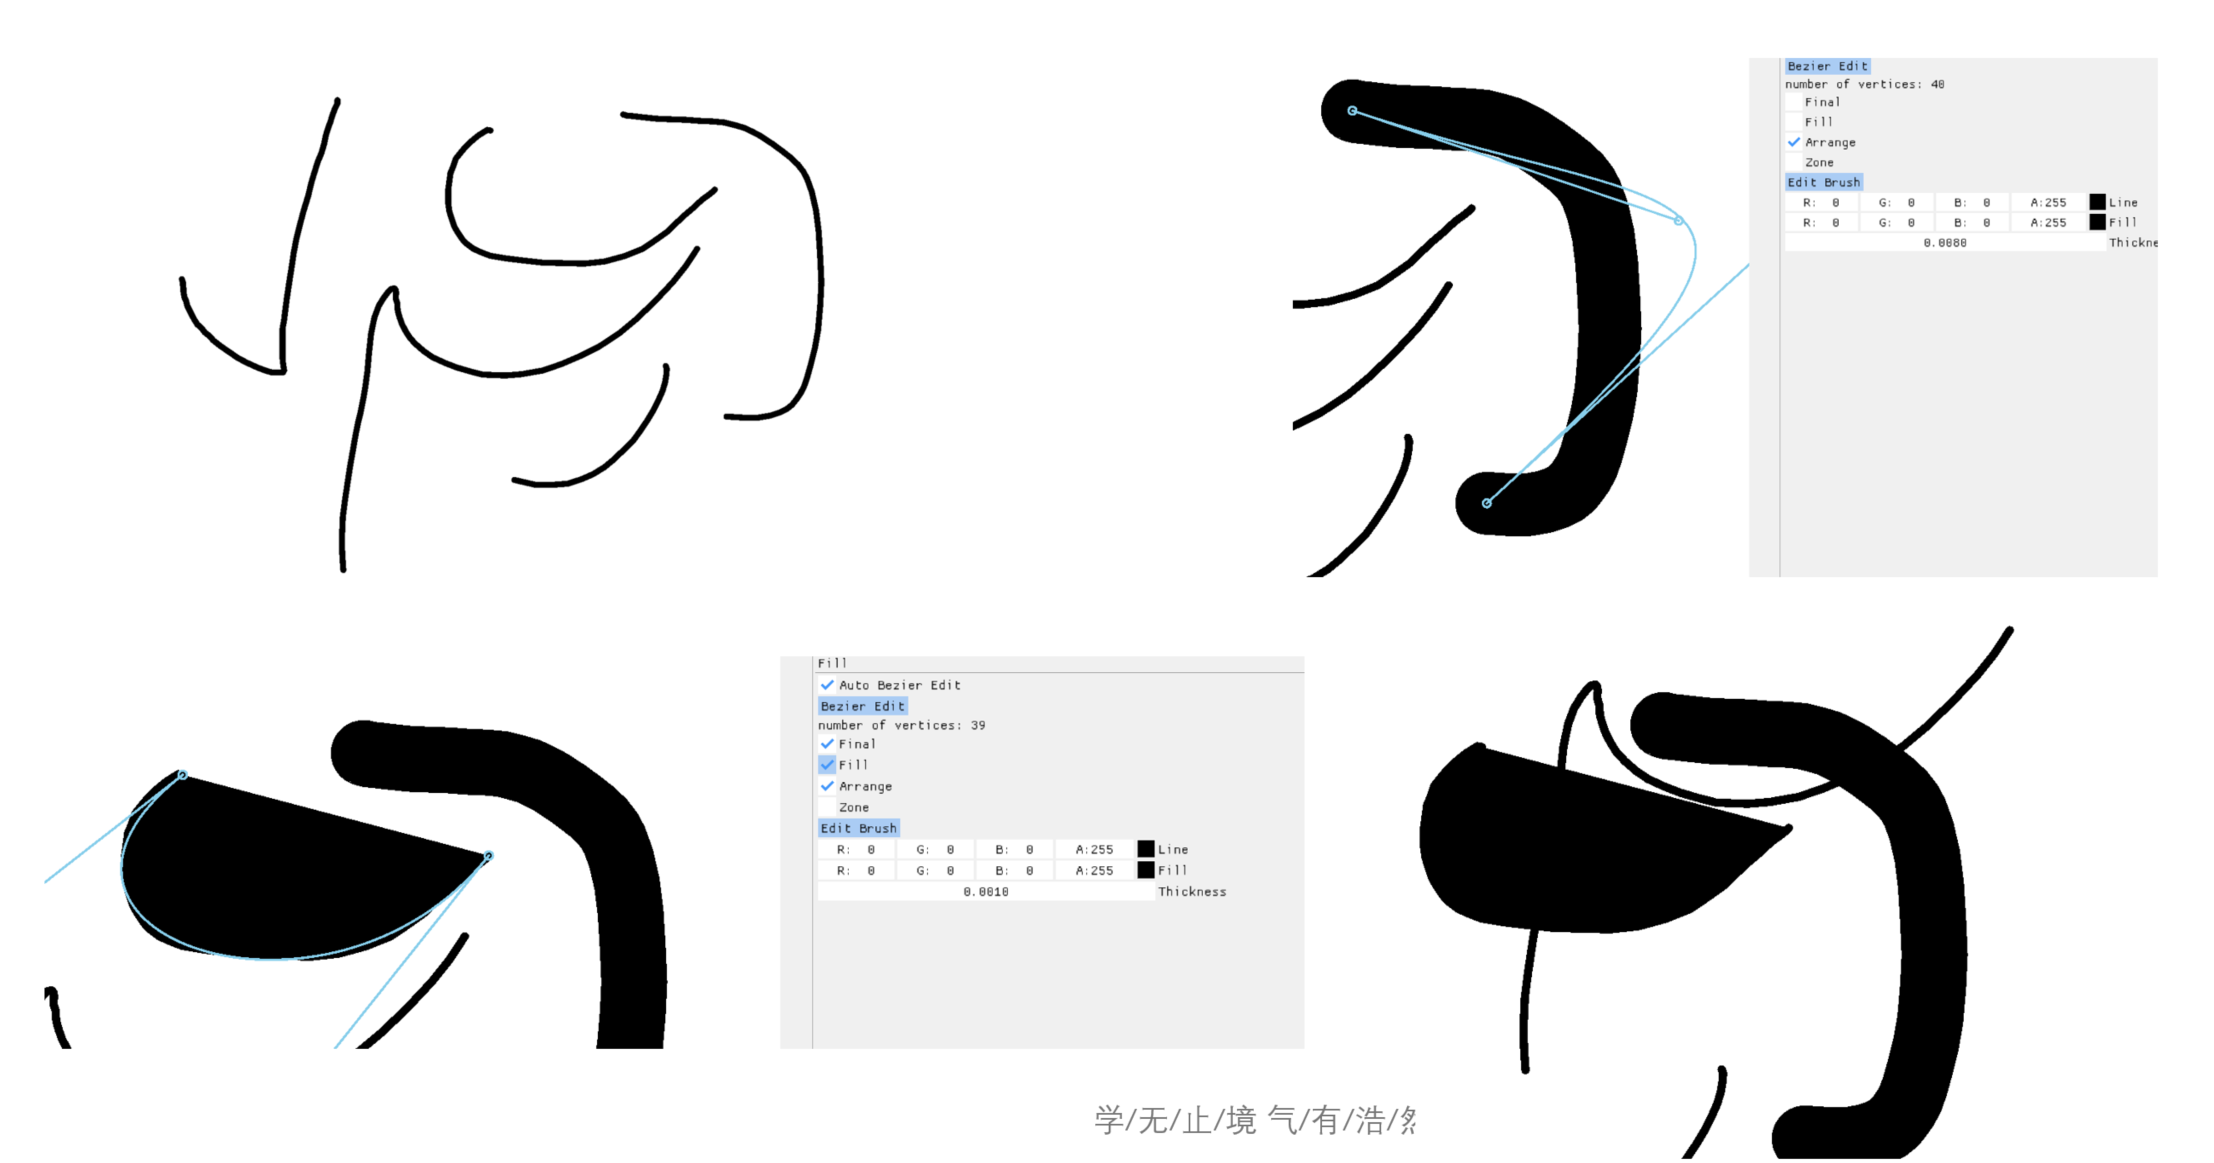 Bezier Edit
number of vertices: 40
Final
Fill
Arrange
Zone
Edit Brush
R: 0 G: 0 B: 0 A:255 Line
R: 0 G: 0 B: 0 A:255 Fill
0.0080 Thickne
Fill
Auto Bezier Edit
Bezier Edit
number of vertices: 39
Final
Fill
Arrange
Zone
Edit Brush
R: 0 G: 0 B: 0 A:255 Line
R: 0 G: 0 B: 0 A:255 Fill
0.0010 Thickness
学/无/止/境 气/有/浩/